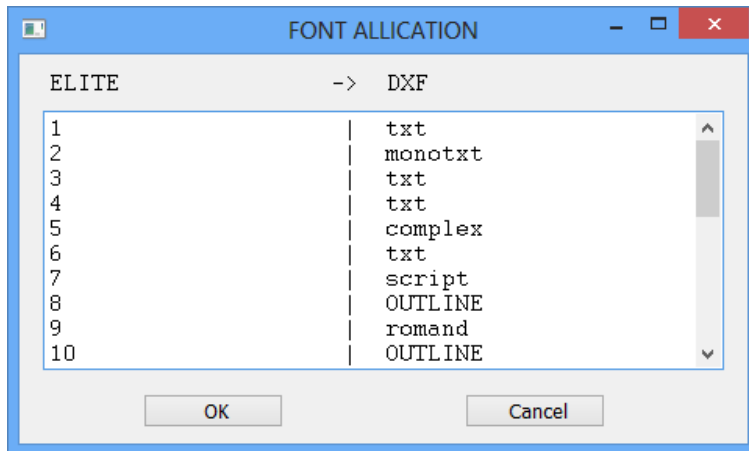 FONT ALLICATION
ELITE -> DXF
1 | txt
2 | monotxt
3 | txt
4 | txt
5 | complex
6 | txt
7 | script
8 | OUTLINE
9 | romand
10 | OUTLINE
OK Cancel